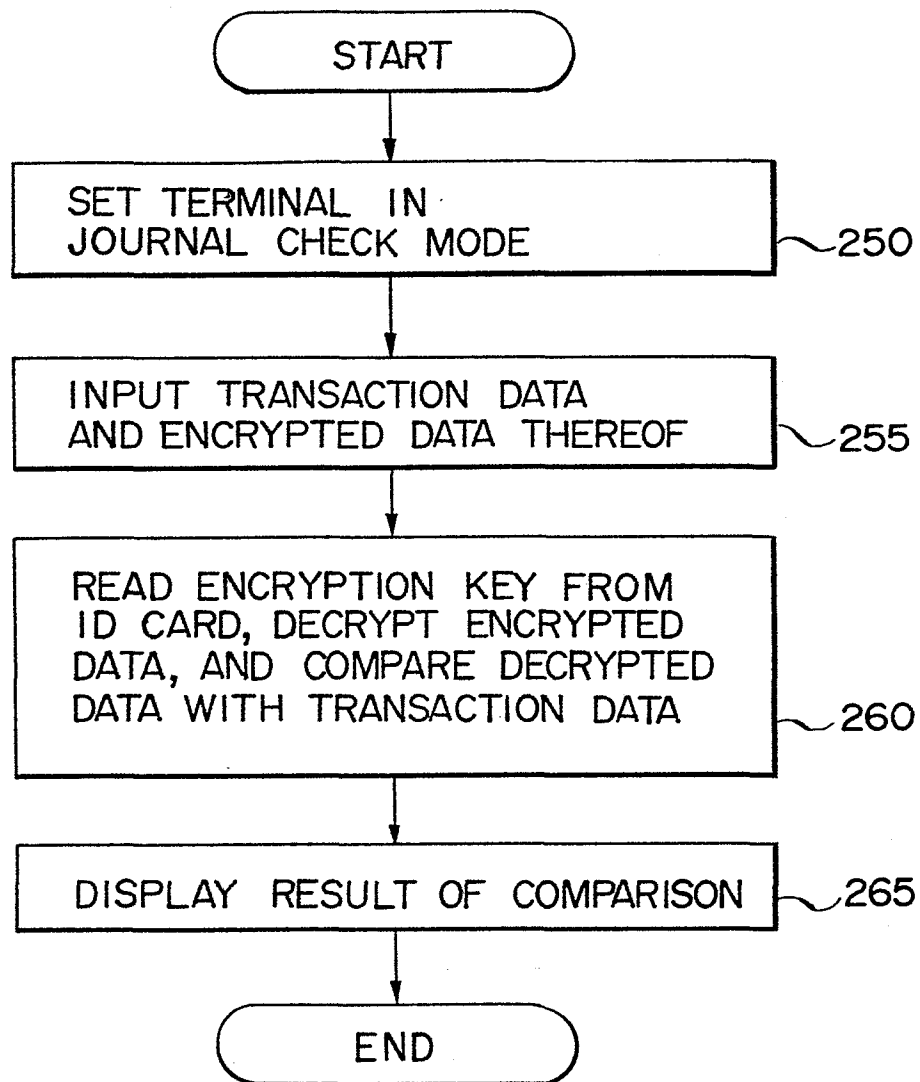 START
SET TERMINAL IN
JOURNAL CHECK MODE
250
INPUT TRANSACTION DATA
AND ENCRYPTED DATA THEREOF
255
READ ENCRYPTION KEY FROM
ID CARD, DECRYPT ENCRYPTED
DATA, AND COMPARE DECRYPTED
DATA WITH TRANSACTION DATA
260
DISPLAY RESULT OF COMPARISON
265
END